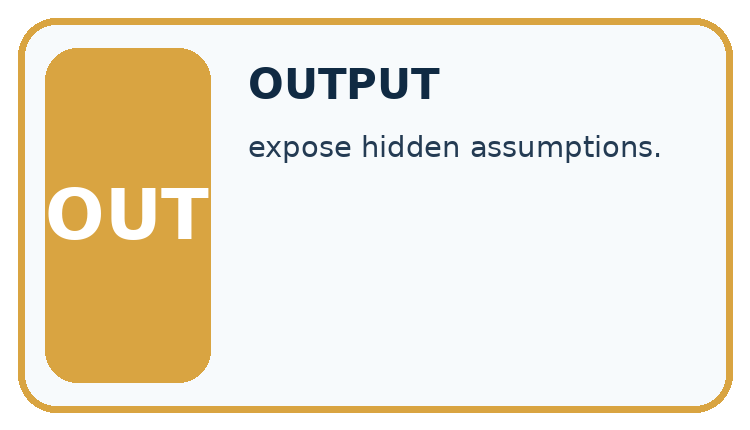 OUT
OUTPUT
expose hidden assumptions.